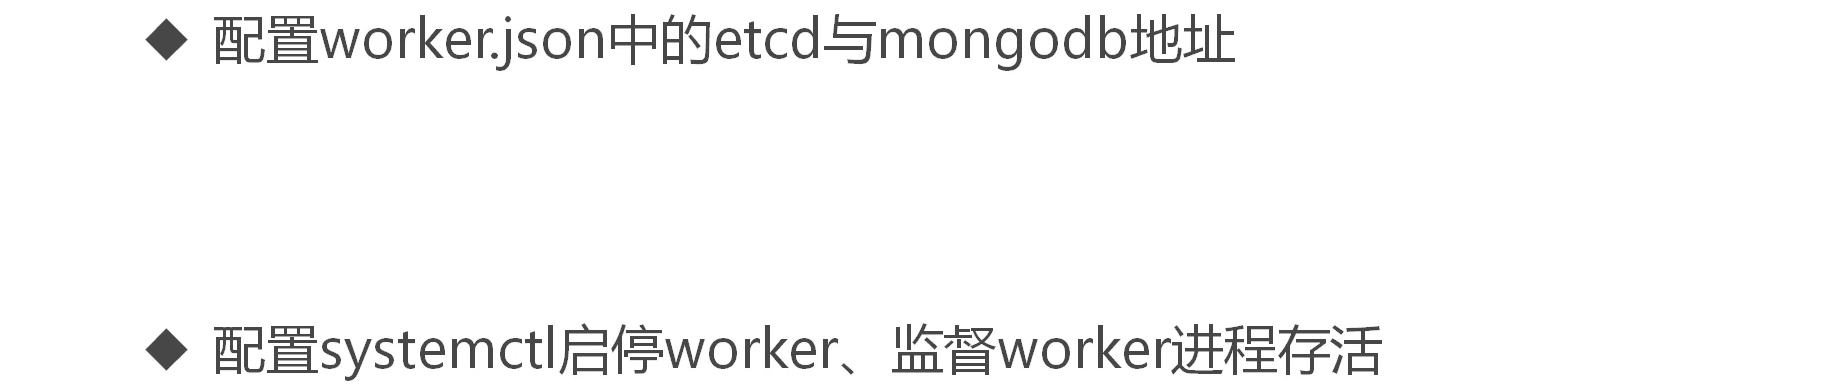 ◆ 配置worker.json中的etcd与mongodb地址
◆ 配置systemctl启停worker、监督worker进程存活